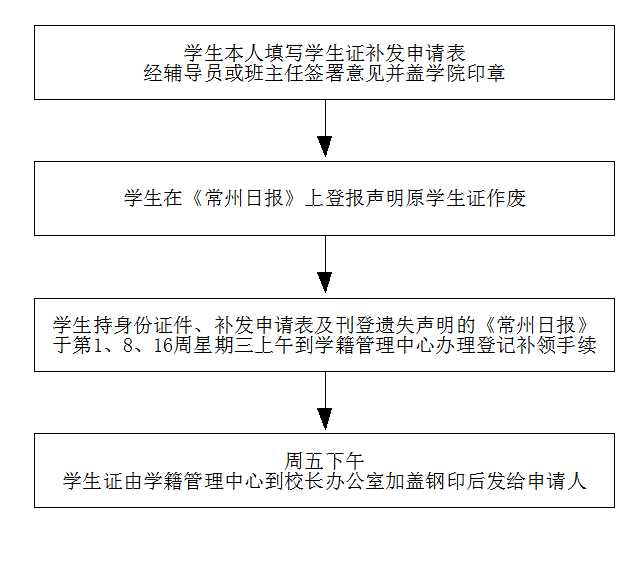 学生本人填写学生证补发申请表
经辅导员或班主任签署意见并盖学院印章
学生在《常州日报》上登报声明原学生证作废
学生持身份证件、补发申请表及刊登遗失声明的《常州日报》
于第1、8、16周星期三上午到学籍管理中心办理登记补领手续
周五下午
学生证由学籍管理中心到校长办公室加盖钢印后发给申请人